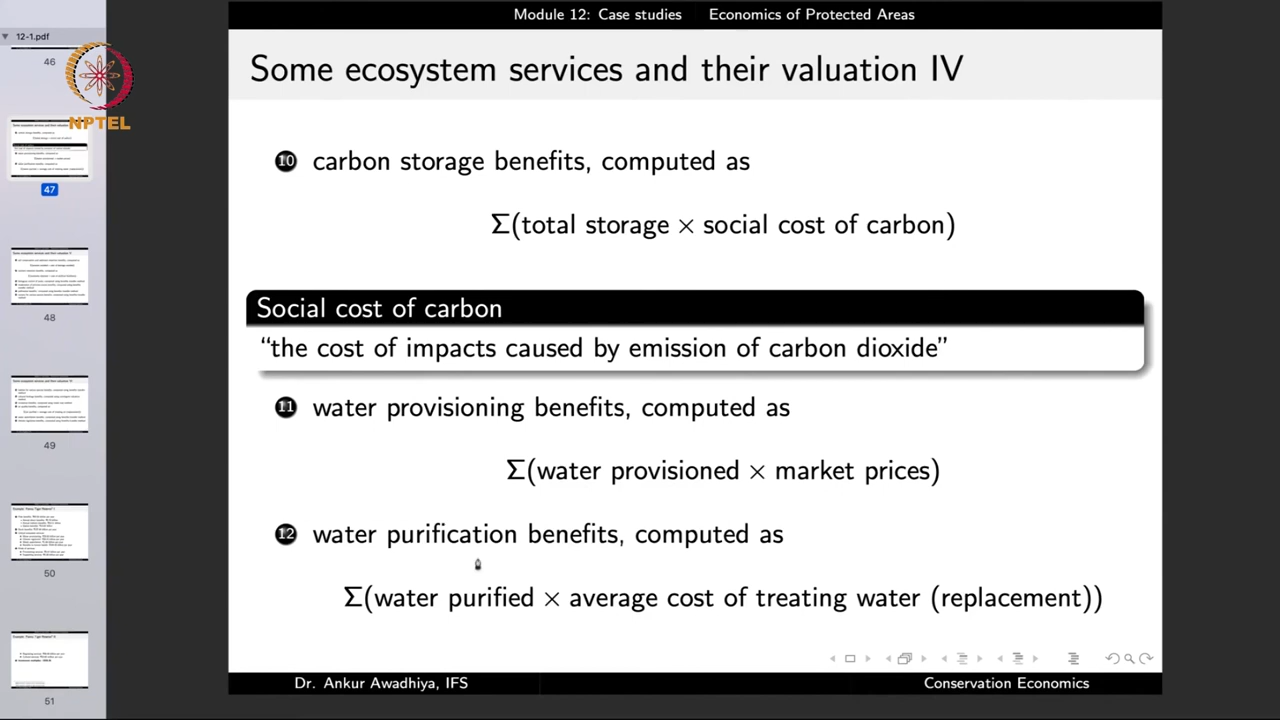 Module 12: Case studies Economics of Protected Areas
12-1.pdf
46
NPTEL
47
48
49
50
51
Some ecosystem services and their valuation IV
10 carbon storage benefits, computed as
Σ(total storage × social cost of carbon)
Social cost of carbon
“the cost of impacts caused by emission of carbon dioxide”
11 water provisioning benefits, computed as
Σ(water provisioned × market prices)
12 water purification benefits, computed as
Σ(water purified × average cost of treating water (replacement))
Dr. Ankur Awadhiya, IFS Conservation Economics